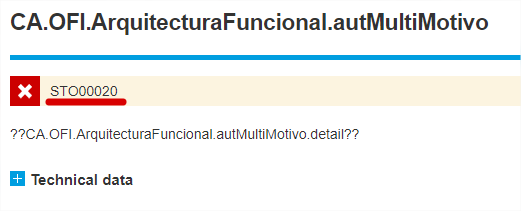 CA.OFI.ArquitecturaFuncional.autMultiMotivo
STO00020
??CA.OFI.ArquitecturaFuncional.autMultiMotivo.detail??
Technical data